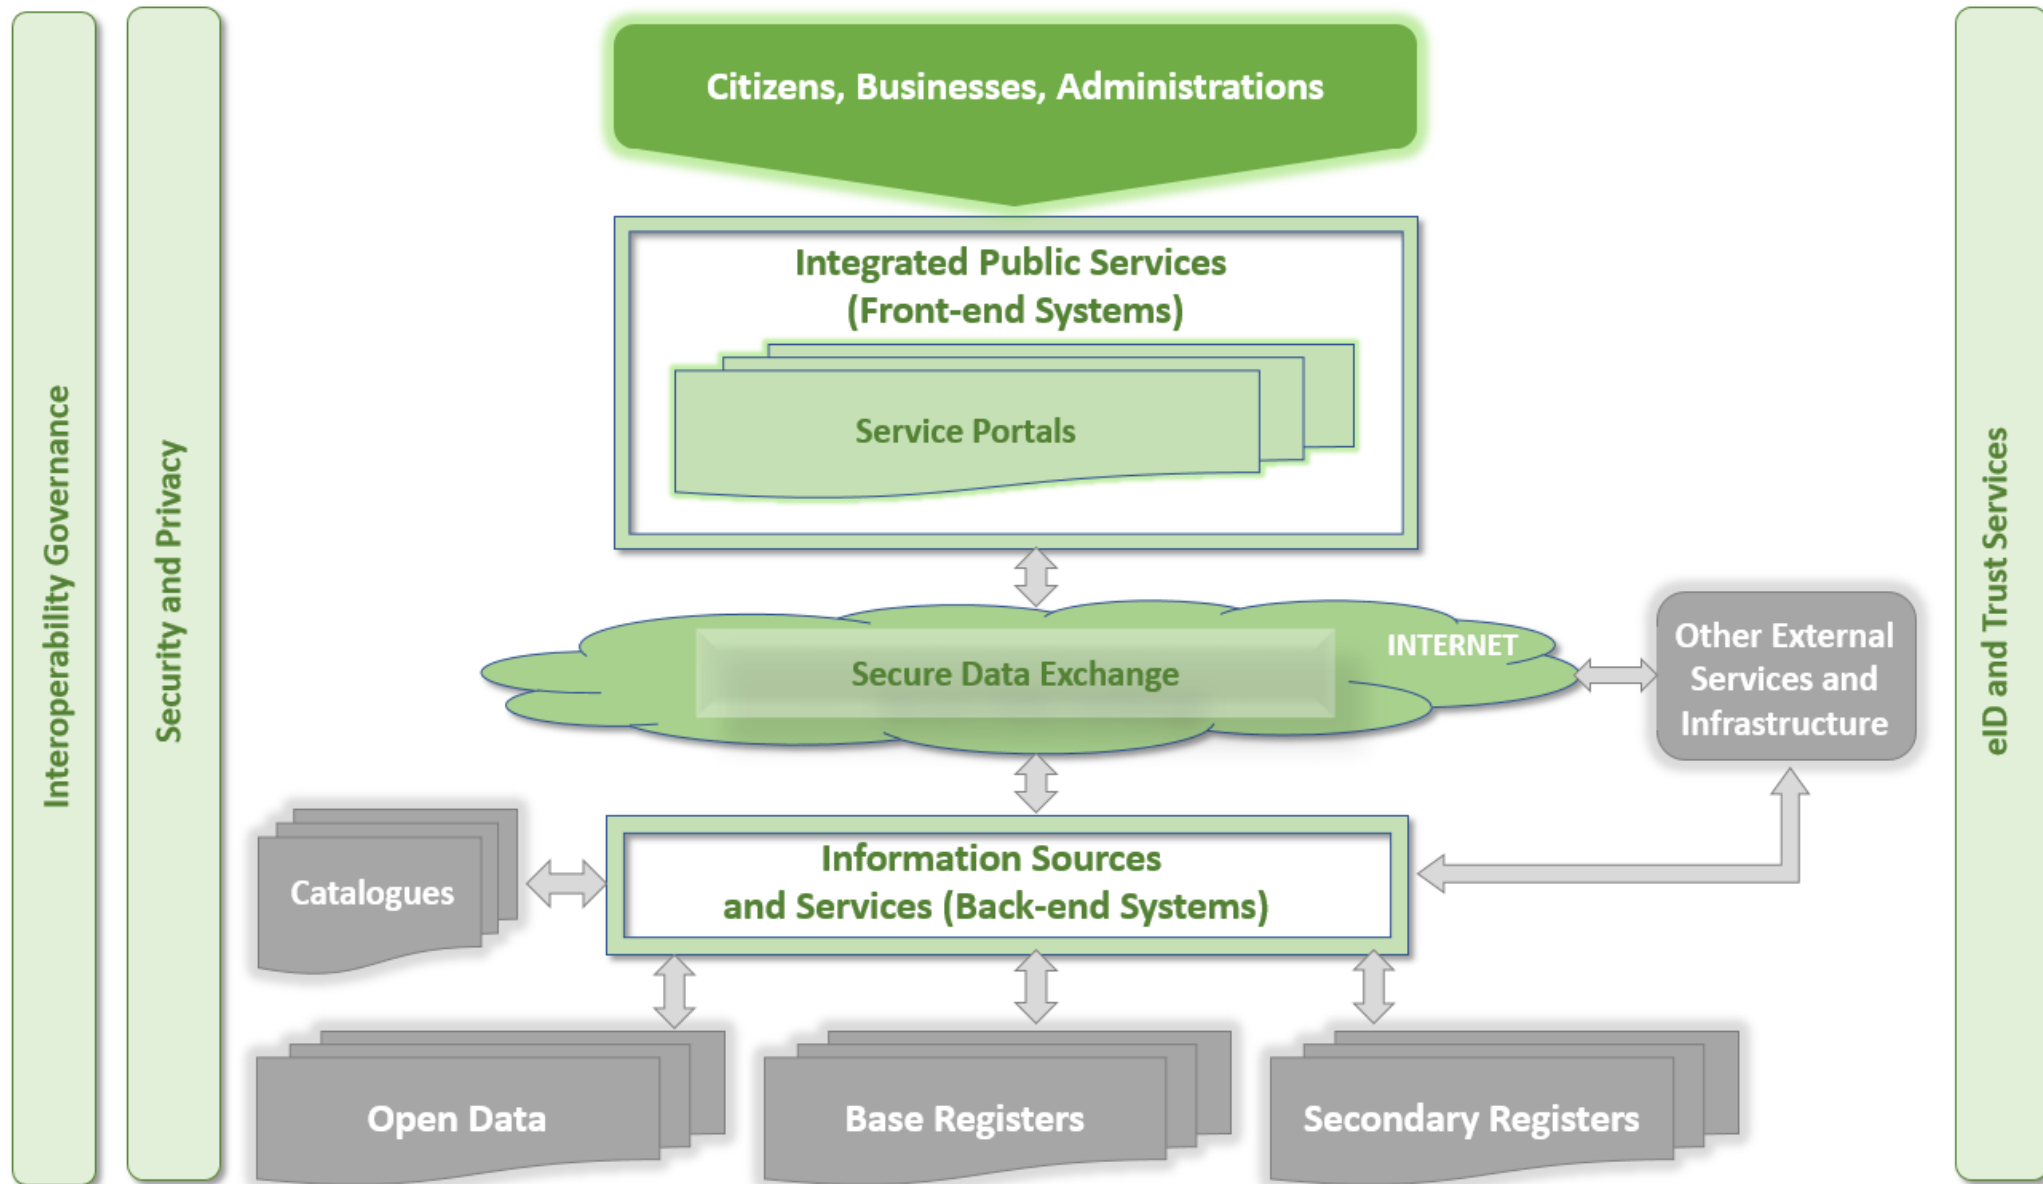 Interoperability Governance
Security and Privacy
Citizens, Businesses, Administrations
Integrated Public Services
(Front-end Systems)
Service Portals
INTERNET
Secure Data Exchange
Other External
Services and
Infrastructure
Catalogues
Information Sources
and Services (Back-end Systems)
Open Data
Base Registers
Secondary Registers
eID and Trust Services